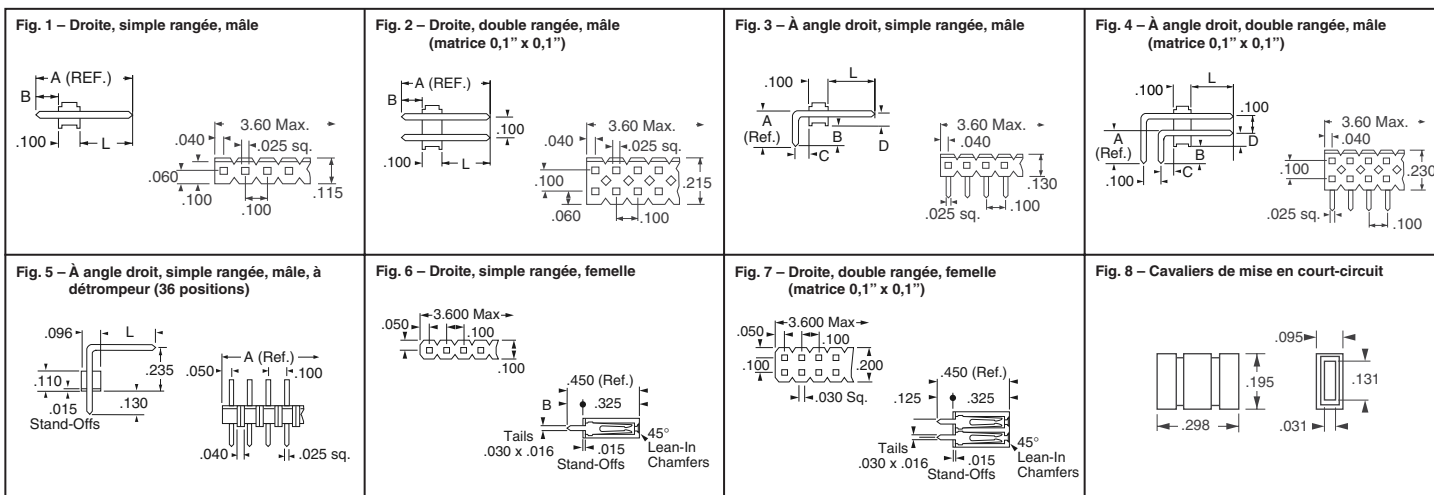 Fig. 1 – Droite, simple rangée, mâle
A (REF.)
B
.100
L
3.60 Max.
.040
.025 sq.
.060
.100
.100
.115
Fig. 2 – Droite, double rangée, mâle
(matrice 0,1” x 0,1”)
A (REF.)
B
.100
.100
L
3.60 Max.
.040
.025 sq.
.100
.215
.060
.100
Fig. 3 – À angle droit, simple rangée, mâle
.100
L
A
(Ref.)
B
C
D
3.60 Max.
.040
.130
.025 sq.
.100
Fig. 4 – À angle droit, double rangée, mâle
(matrice 0,1” x 0,1”)
L
.100
.100
A
(Ref.)
D
B
.100
C
3.60 Max.
.040
.100
.230
.025 sq.
.100
Fig. 5 – À angle droit, simple rangée, mâle, à
détrompeur (36 positions)
.096
L
.235
.110
.015
.130
Stand-Offs
A (Ref.)
.050
.100
.040
.025 sq.
Fig. 6 – Droite, simple rangée, femelle
.050
3.600 Max
.100
.100
.450 (Ref.)
B
.325
.015
Stand-Offs
45°
Lean-In
Chamfers
Tails
.030 x .016
Fig. 7 – Droite, double rangée, femelle
(matrice 0,1” x 0,1”)
.050
3.600 Max
.100
.100
.200
.030 Sq.
.450 (Ref.)
.125
.325
Tails
.030 x .016
.015
Stand-Offs
45°
Lean-In
Chamfers
Fig. 8 – Cavaliers de mise en court-circuit
.095
.195
.131
.298
.031